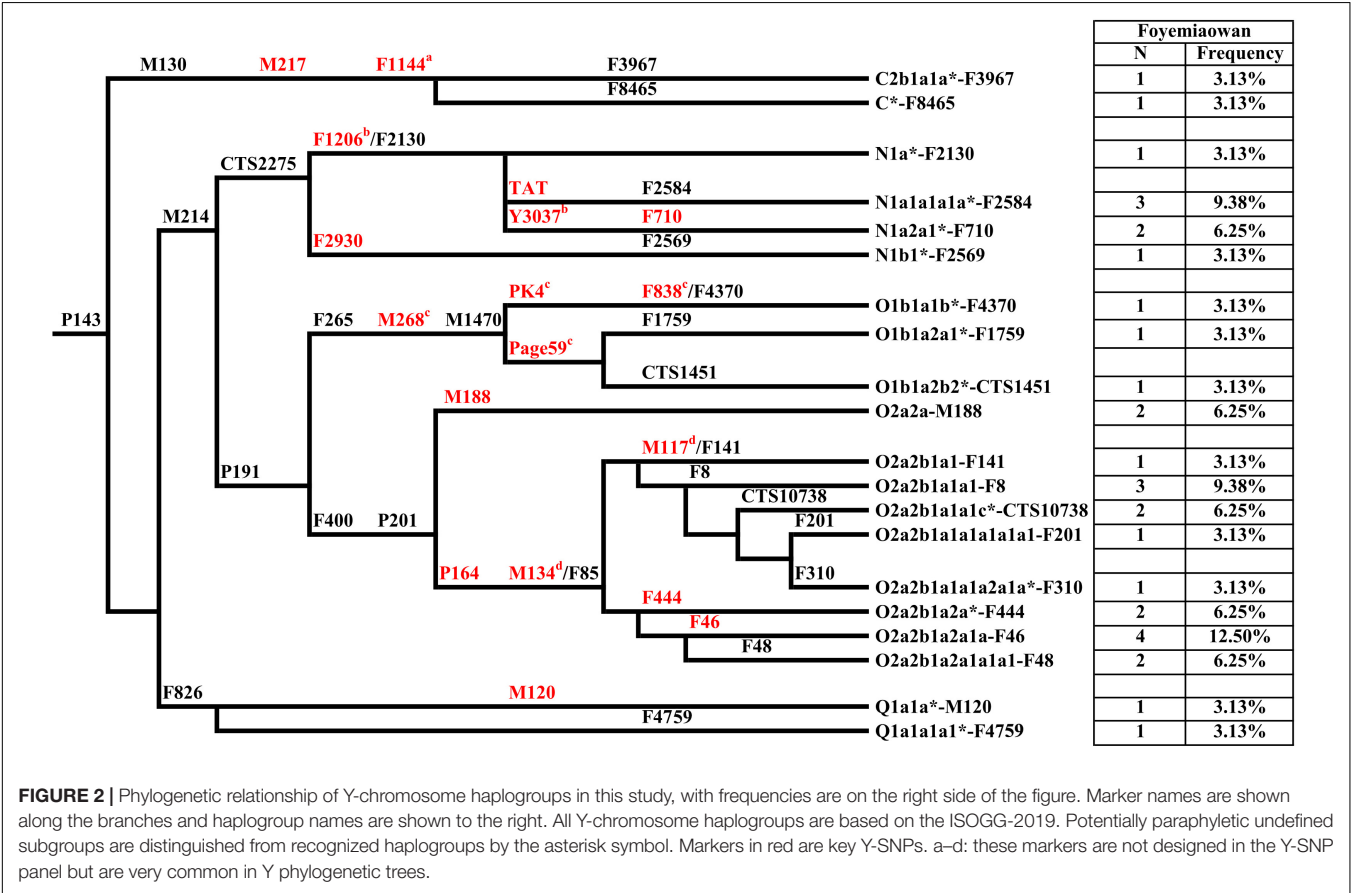 Foyemiaowan
N Frequency
M130 M217 F1144a F3967
C2b1a1a*-F3967 1 3.13%
F8465
C*-F8465 1 3.13%
F1206b/F2130
N1a*-F2130 1 3.13%
CTS2275
TAT F2584
N1a1a1a1a*-F2584 3 9.38%
M214
Y3037b F710
N1a2a1*-F710 2 6.25%
F2930 F2569
N1b1*-F2569 1 3.13%
PK4c F838c/F4370
O1b1a1b*-F4370 1 3.13%
P143
F265 M268c M1470 F1759
O1b1a2a1*-F1759 1 3.13%
Page59c
CTS1451
O1b1a2b2*-CTS1451 1 3.13%
M188
O2a2a-M188 2 6.25%
M117d/F141
O2a2b1a1-F141 1 3.13%
P191
F8
O2a2b1a1a1-F8 3 9.38%
CTS10738
O2a2b1a1a1c*-CTS10738 2 6.25%
F400 P201 F201
O2a2b1a1a1a1a1a1-F201 1 3.13%
P164 M134d/F85 F310
O2a2b1a1a1a2a1a*-F310 1 3.13%
F444
O2a2b1a2a*-F444 2 6.25%
F46
O2a2b1a2a1a-F46 4 12.50%
F48
O2a2b1a2a1a1a1-F48 2 6.25%
F826 M120
Q1a1a*-M120 1 3.13%
F4759
Q1a1a1a1*-F4759 1 3.13%
FIGURE 2 | Phylogenetic relationship of Y-chromosome haplogroups in this study, with frequencies are on the right side of the figure. Marker names are shown
along the branches and haplogroup names are shown to the right. All Y-chromosome haplogroups are based on the ISOGG-2019. Potentially paraphyletic undefined
subgroups are distinguished from recognized haplogroups by the asterisk symbol. Markers in red are key Y-SNPs. a–d: these markers are not designed in the Y-SNP
panel but are very common in Y phylogenetic trees.